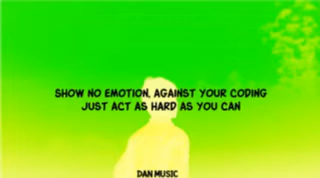 SHOW NO EMOTION, AGAINST YOUR CODING
JUST ACT AS HARD AS YOU CAN
DAN MUSIC